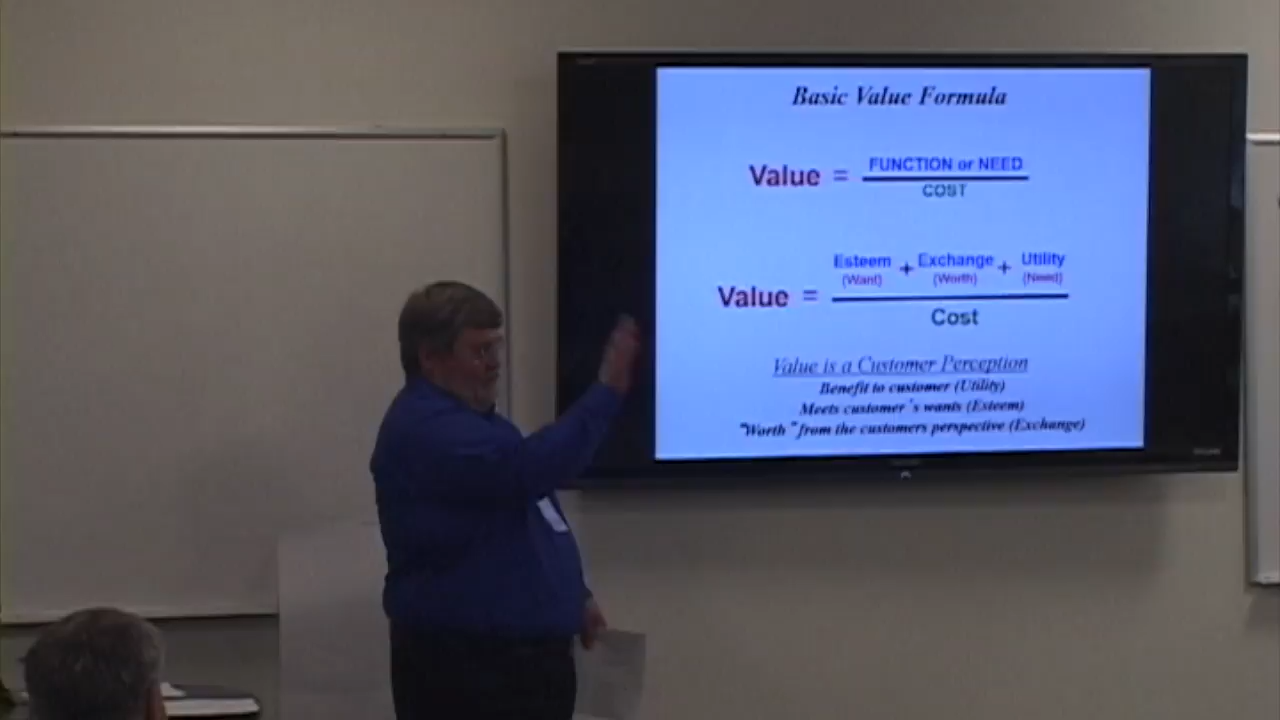 Basic Value Formula
Value = FUNCTION or NEED
COST
Esteem + Exchange + Utility
(Want) (Worth) (Need)
Value =
Cost
Value is a Customer Perception
Benefit to customer (Utility)
Meets customer's wants (Esteem)
"Worth" from the customers perspective (Exchange)